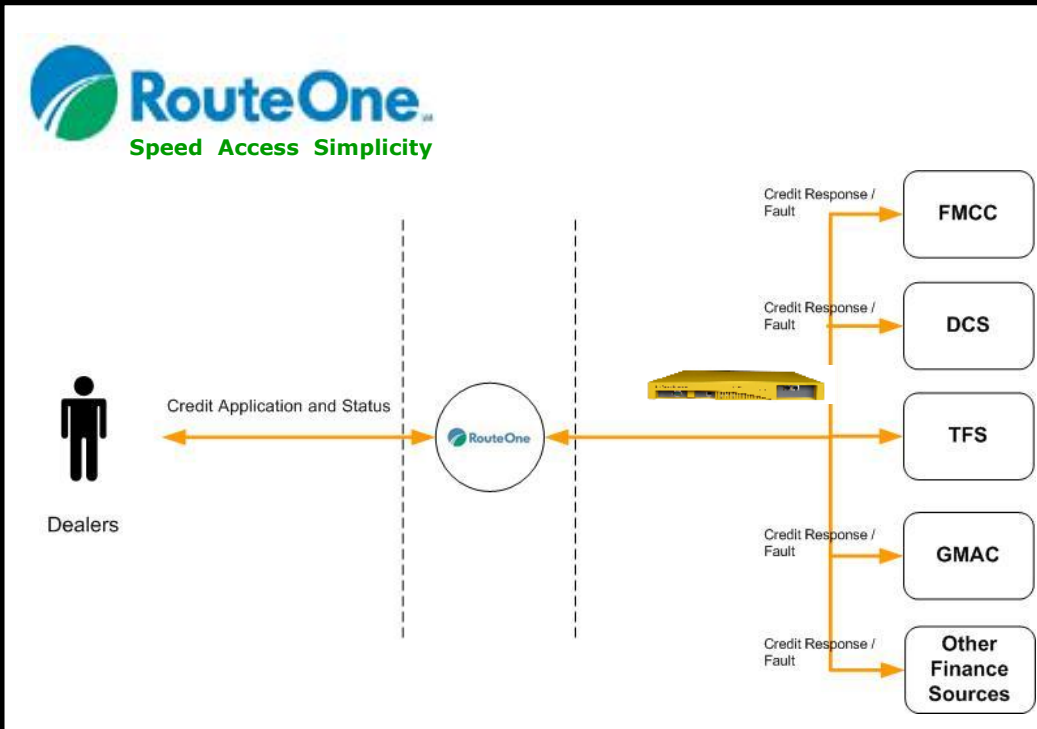 RouteOne
Speed Access Simplicity
Credit Response /
Fault
FMCC
Credit Response /
Fault
DCS
Credit Application and Status
RouteOne
TFS
Dealers
Credit Response /
Fault
GMAC
Credit Response /
Fault
Other
Finance
Sources